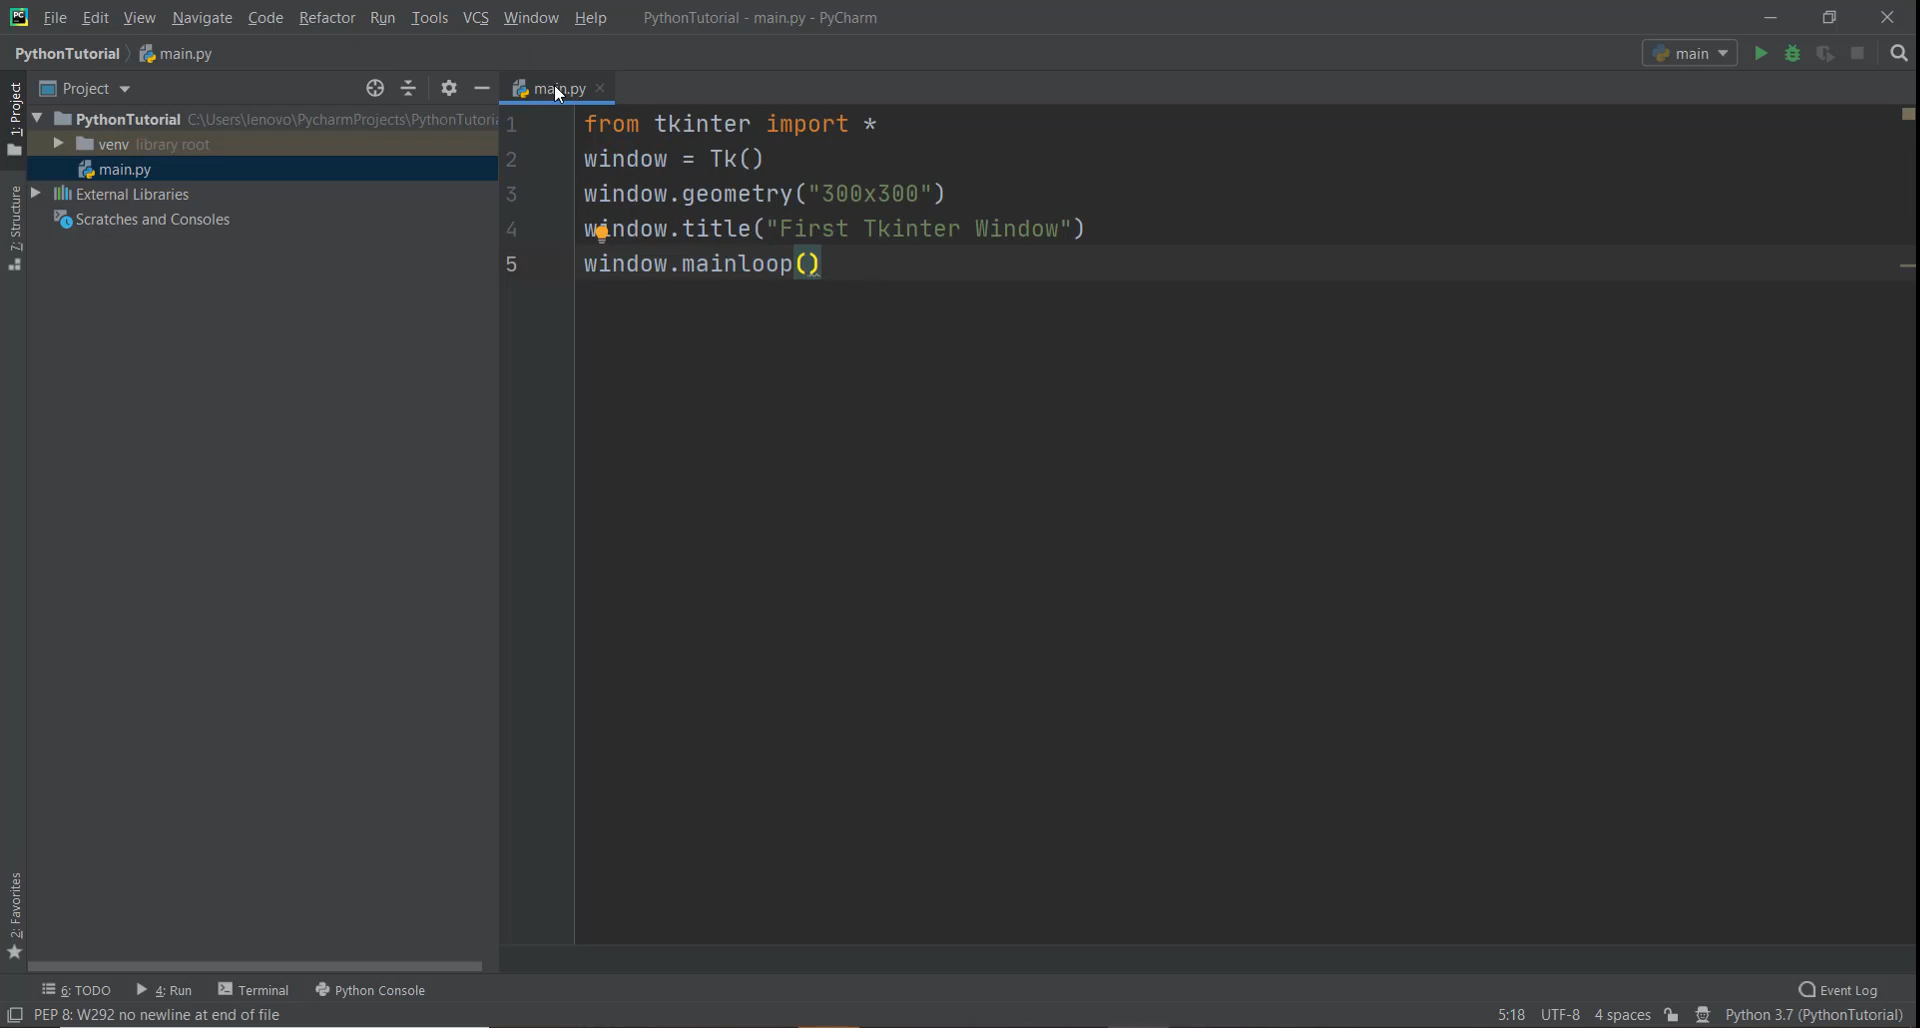 PC File Edit View Navigate Code Refactor Run Tools VCS Window Help PythonTutorial - main.py - PyCharm
PythonTutorial main.py main
1: Project
7: Structure
2: Favorites
Project
PythonTutorial C:\Users\lenovo\PycharmProjects\PythonTutoria
venv library root
main.py
External Libraries
Scratches and Consoles
main.py
1 from tkinter import *
2 window = Tk()
3 window.geometry("300x300")
4 window.title("First Tkinter Window")
5 window.mainloop()
6: TODO 4: Run Terminal Python Console Event Log
PEP 8: W292 no newline at end of file 5:18 UTF-8 4 spaces Python 3.7 (PythonTutorial)